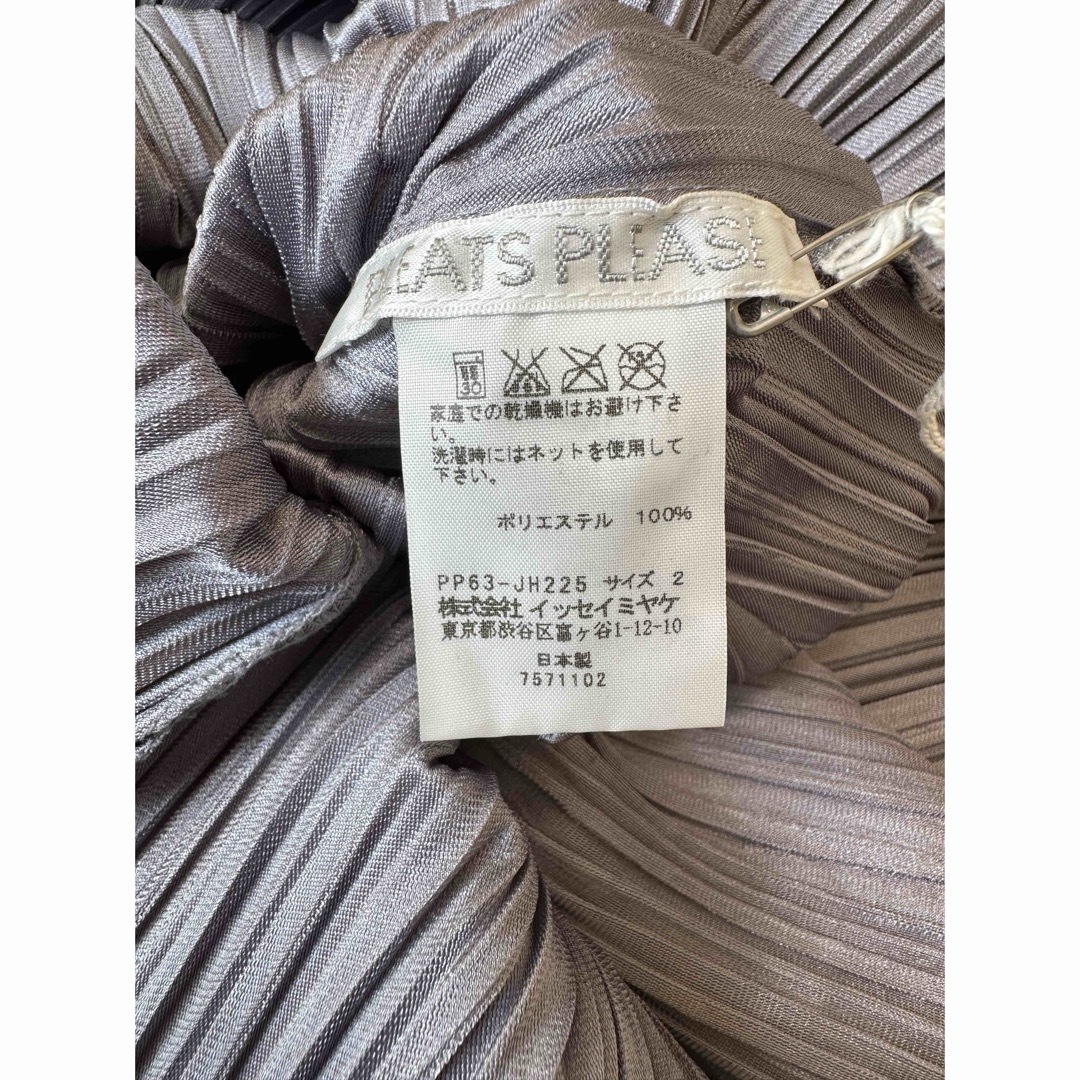 PLEATS PLEASE
弱
30
家庭での乾燥機はお避け下さ
い。
洗濯時にはネットを使用して
下さい。
ポリエステル 100%
PP63-JH225 サイズ 2
株式会社 イッセイミヤケ
東京都渋谷区富ヶ谷1-12-10
日本製
7571102